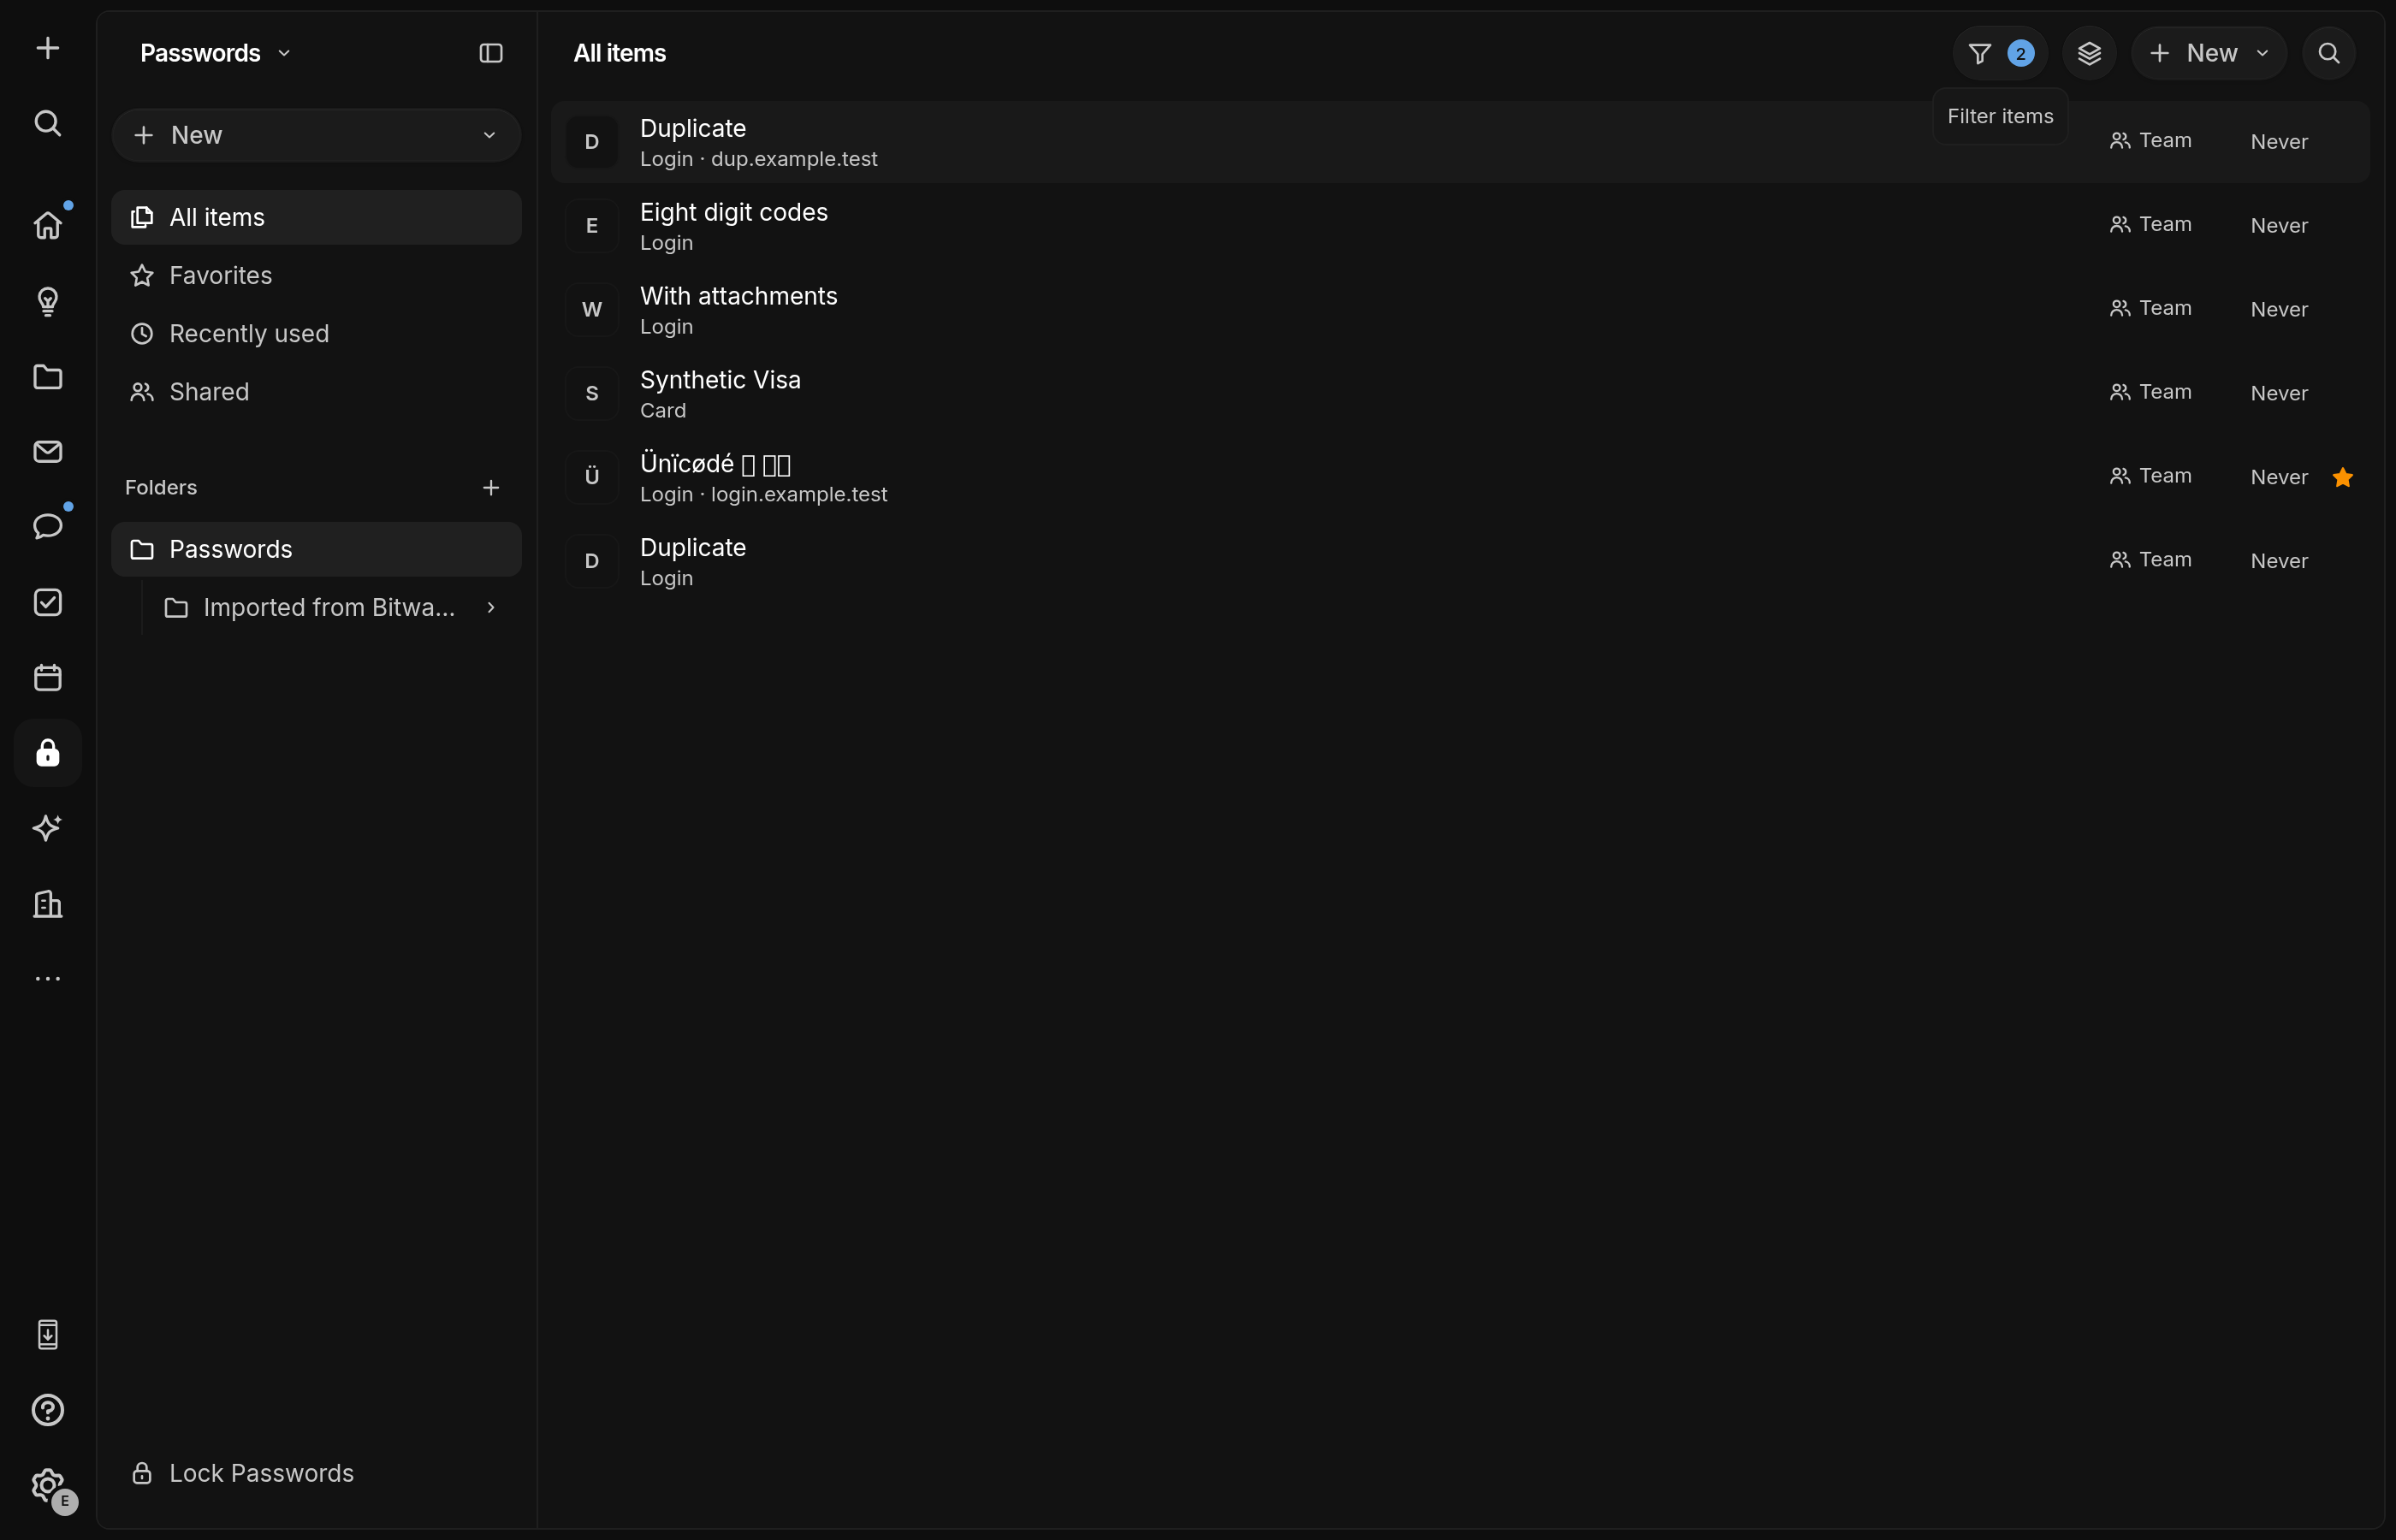 Passwords
New
All items
Favorites
Recently used
Shared
Folders
Passwords
Imported from Bitwa...
Lock Passwords
E
All items
2
New
Filter items
D
Duplicate
Login · dup.example.test
Team
Never
E
Eight digit codes
Login
Team
Never
W
With attachments
Login
Team
Never
S
Synthetic Visa
Card
Team
Never
Ü
Ünïcødé
Login · login.example.test
Team
Never
D
Duplicate
Login
Team
Never